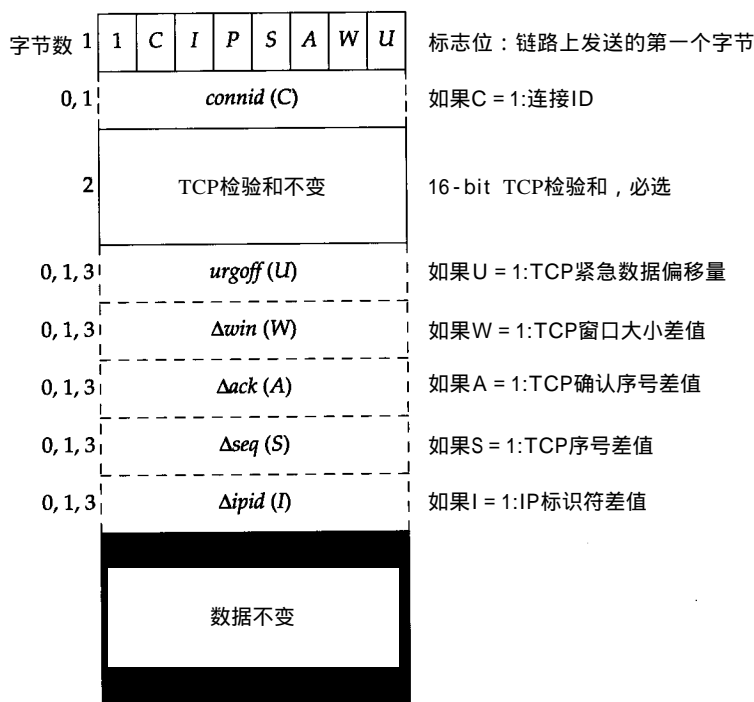 字节数 1 1 C I P S A W U 标志位：链路上发送的第一个字节
0, 1 connid (C) 如果C = 1:连接ID
2 TCP检验和不变 16-bit TCP检验和，必选
0, 1, 3 urgoff (U) 如果U = 1:TCP紧急数据偏移量
0, 1, 3 Δwin (W) 如果W = 1:TCP窗口大小差值
0, 1, 3 Δack (A) 如果A = 1:TCP确认序号差值
0, 1, 3 Δseq (S) 如果S = 1:TCP序号差值
0, 1, 3 Δipid (I) 如果I = 1:IP标识符差值
数据不变